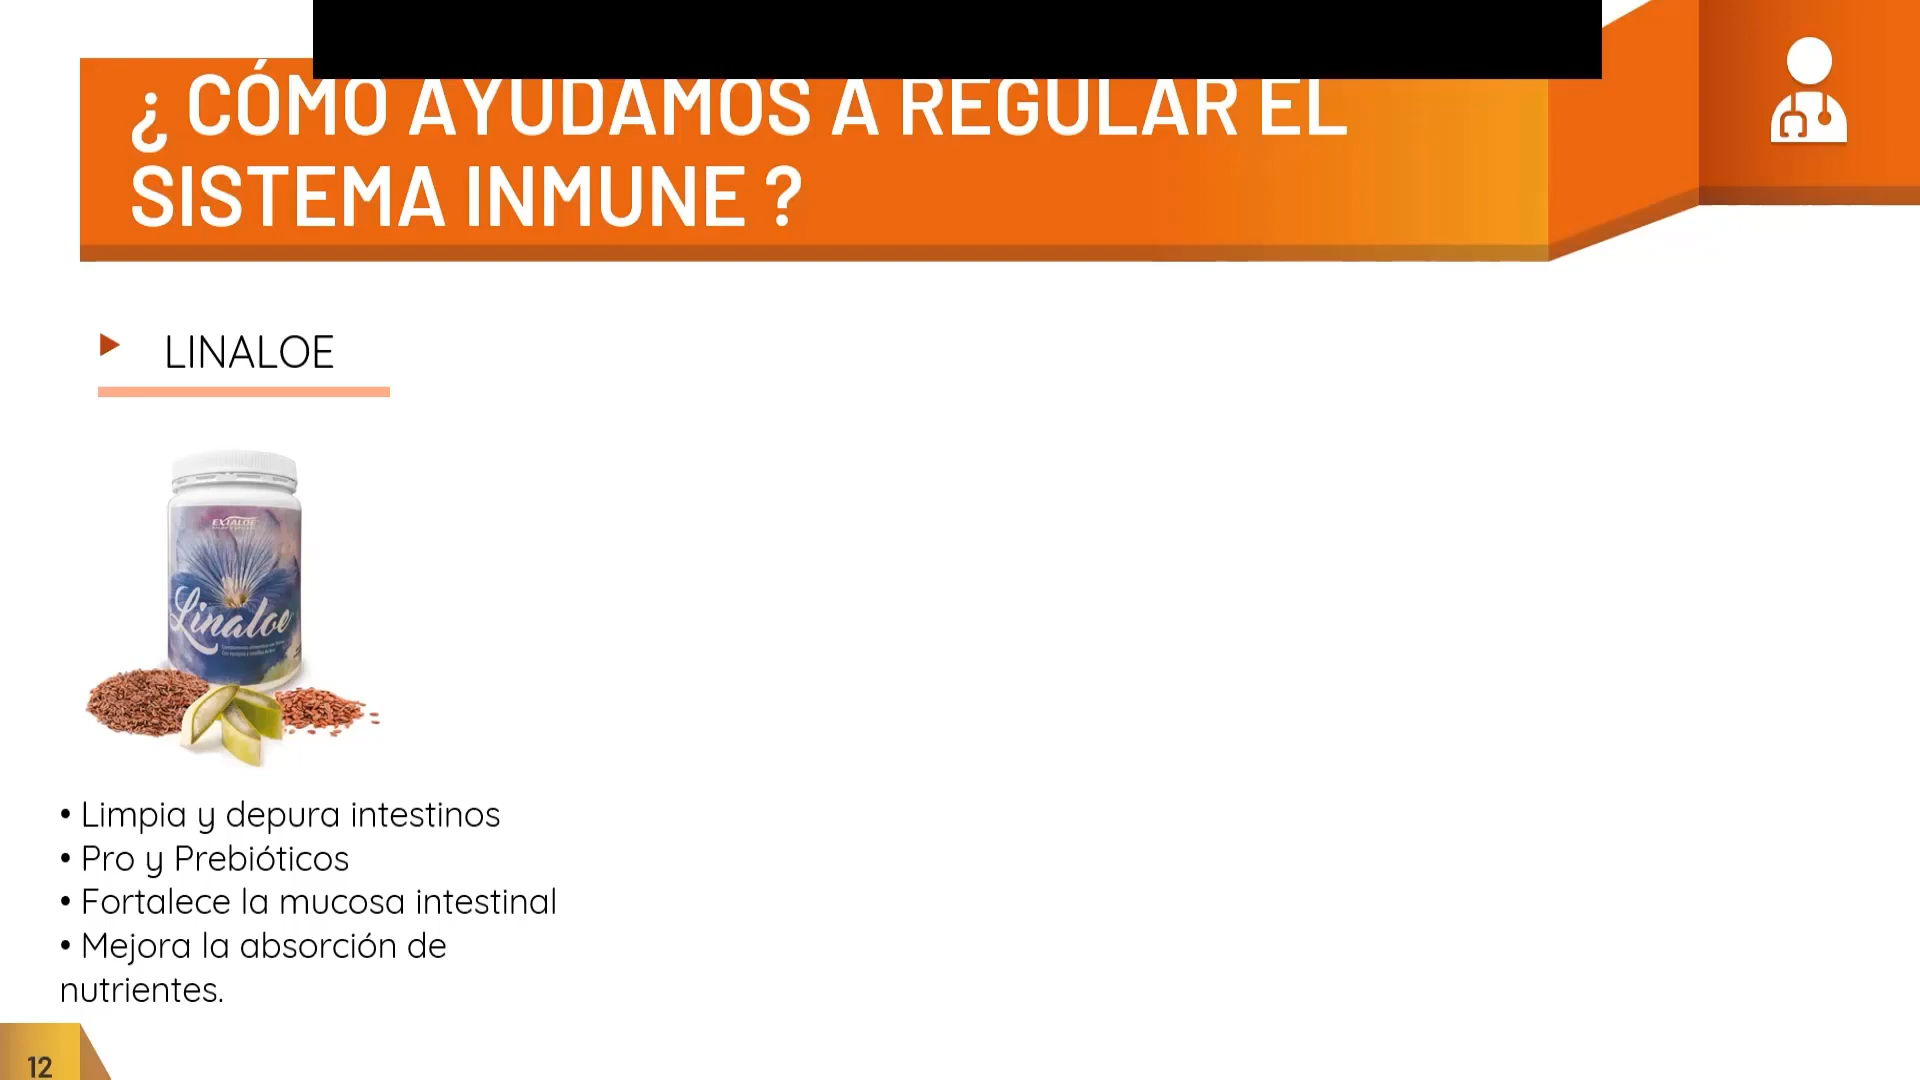 ¿ CÓMO AYUDAMOS A REGULAR EL
SISTEMA INMUNE ?
LINALOE
EXIALOE
Linaloe
• Limpia y depura intestinos
• Pro y Prebióticos
• Fortalece la mucosa intestinal
• Mejora la absorción de
nutrientes.
12